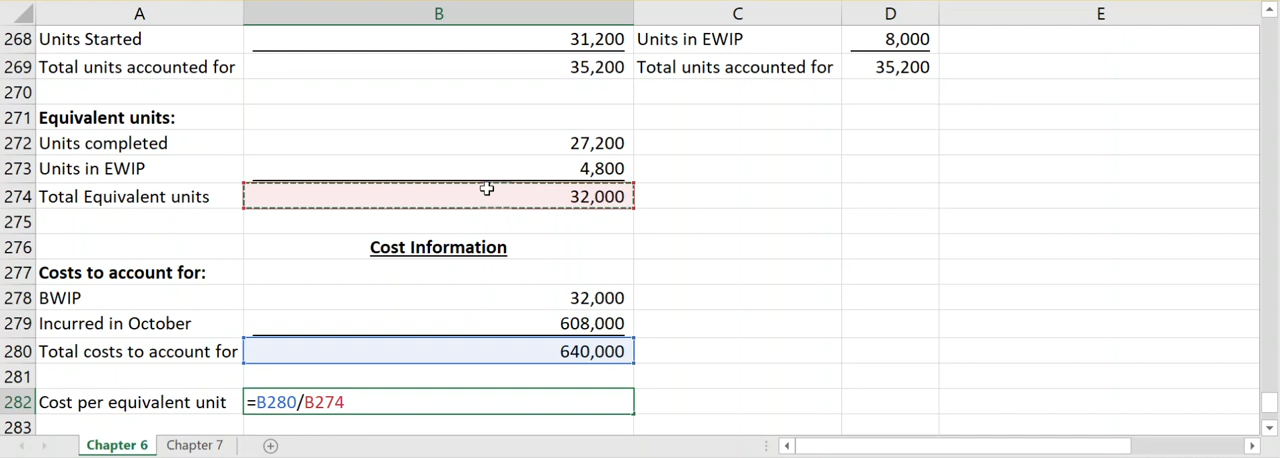 A B C D E
268 Units Started 31,200 Units in EWIP 8,000
269 Total units accounted for 35,200 Total units accounted for 35,200
270
271 Equivalent units:
272 Units completed 27,200
273 Units in EWIP 4,800
274 Total Equivalent units 32,000
275
276 Cost Information
277 Costs to account for:
278 BWIP 32,000
279 Incurred in October 608,000
280 Total costs to account for 640,000
281
282 Cost per equivalent unit =B280/B274
283
Chapter 6 Chapter 7